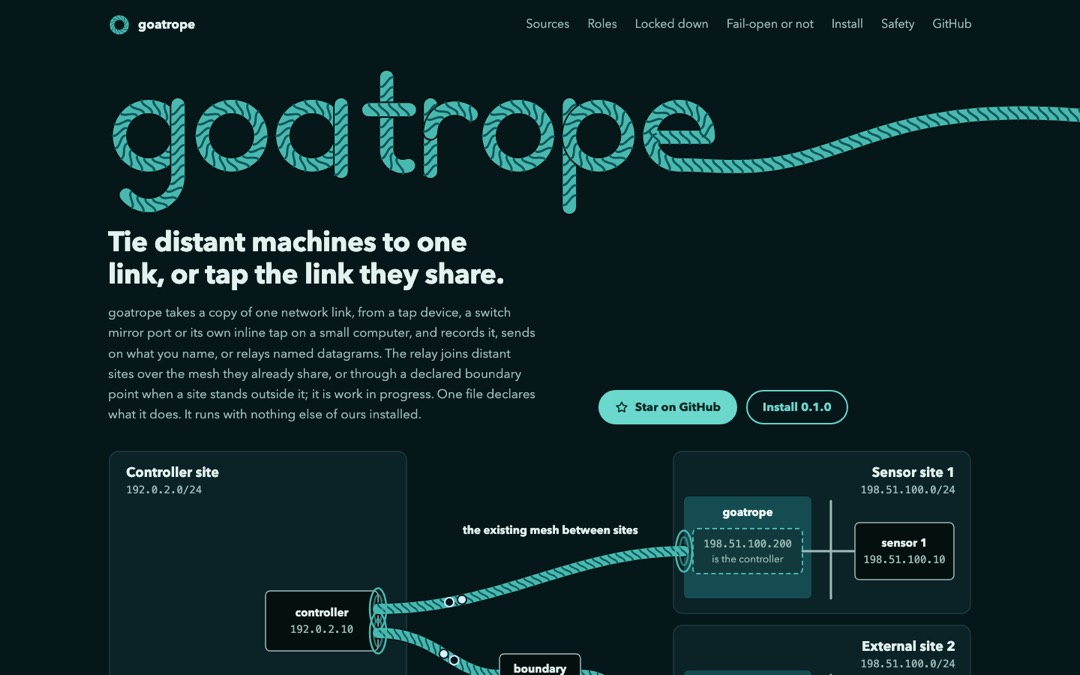 goatrope
Sources Roles Locked down Fail-open or not Install Safety GitHub
goatrope
Tie distant machines to one
link, or tap the link they share.
goatrope takes a copy of one network link, from a tap device, a switch
mirror port or its own inline tap on a small computer, and records it, sends
on what you name, or relays named datagrams. The relay joins distant
sites over the mesh they already share, or through a declared boundary
point when a site stands outside it; it is work in progress. One file declares
what it does. It runs with nothing else of ours installed.
Star on GitHub
Install 0.1.0
Controller site
192.0.2.0/24
Sensor site 1
198.51.100.0/24
goatrope
the existing mesh between sites
198.51.100.200
is the controller
sensor 1
198.51.100.10
controller
192.0.2.10
External site 2
198.51.100.0/24
boundary